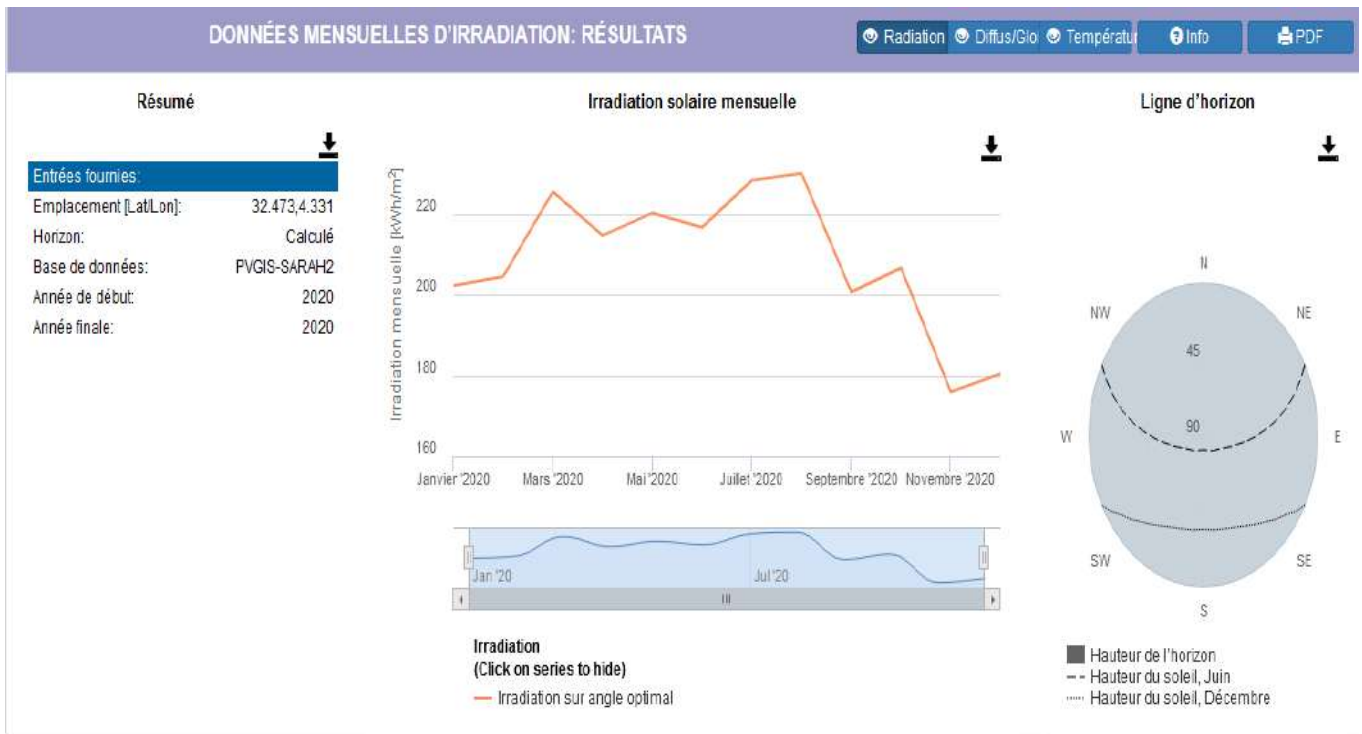 DONNÉES MENSUELLES D'IRRADIATION: RÉSULTATS
Radiation
Diffus/Glo
Températu
Info
PDF
Résumé
Entrées fournies:
Emplacement [Lat/Lon]: 32.473,4.331
Horizon: Calculé
Base de données: PVGIS-SARAH2
Année de début: 2020
Année finale: 2020
Irradiation solaire mensuelle
Irradiation mensuelle [kWh/m²]
220
200
180
160
Janvier '2020
Mars '2020
Mai '2020
Juillet '2020
Septembre '2020
Novembre '2020
Jan '20
Jul '20
Irradiation
(Click on series to hide)
Irradiation sur angle optimal
Ligne d'horizon
N
NW
NE
45
90
W
E
SW
SE
S
Hauteur de l'horizon
Hauteur du soleil, Juin
Hauteur du soleil, Décembre